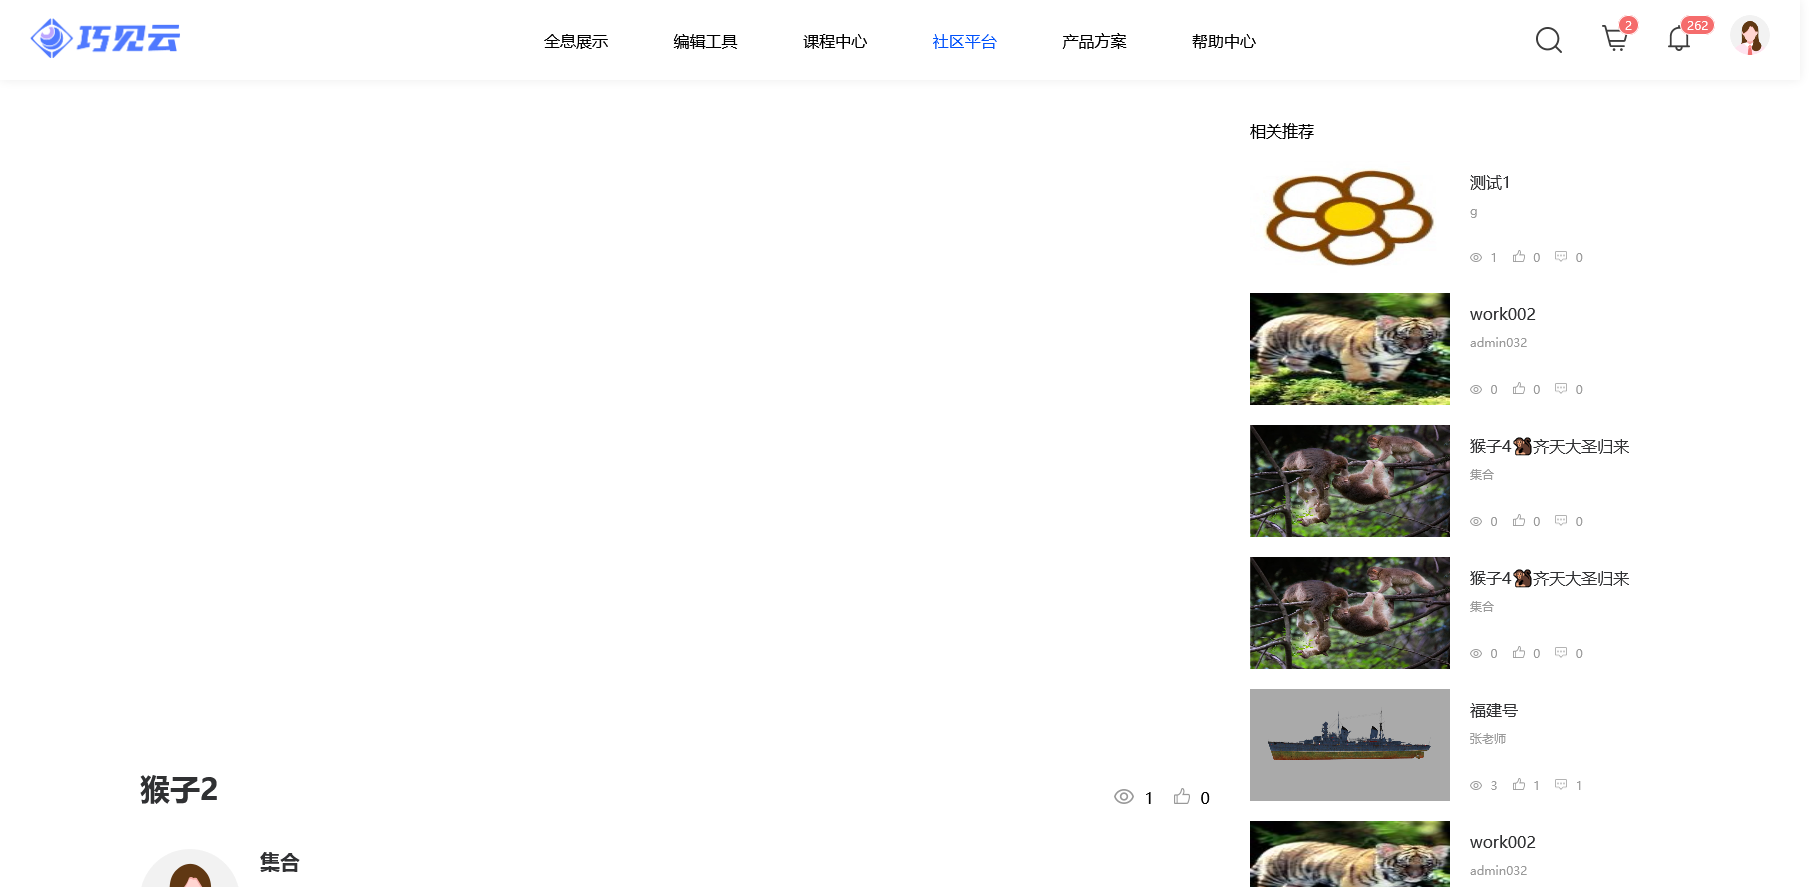 巧见云
全息展示
编辑工具
课程中心
社区平台
产品方案
帮助中心
2
262
相关推荐
测试1
g
1 0 0
work002
admin032
0 0 0
猴子4🐒齐天大圣归来
集合
0 0 0
猴子4🐒齐天大圣归来
集合
0 0 0
福建号
张老师
3 1 1
work002
admin032
猴子2
1 0
集合